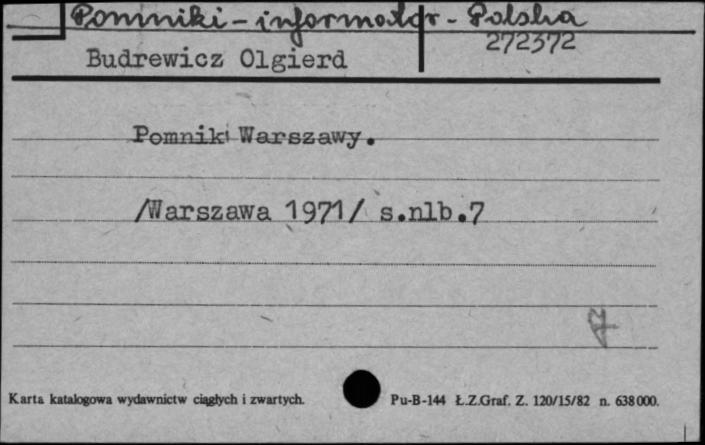 Pomniki - informator - Polska
272372
Budrewicz Olgierd
Pomniki Warszawy.
/Warszawa 1971/ s.nlb.7
Karta katalogowa wydawnictw ciągłych i zwartych.
Pu-B-144 Ł.Z.Graf. Z. 120/15/82 n. 638000.